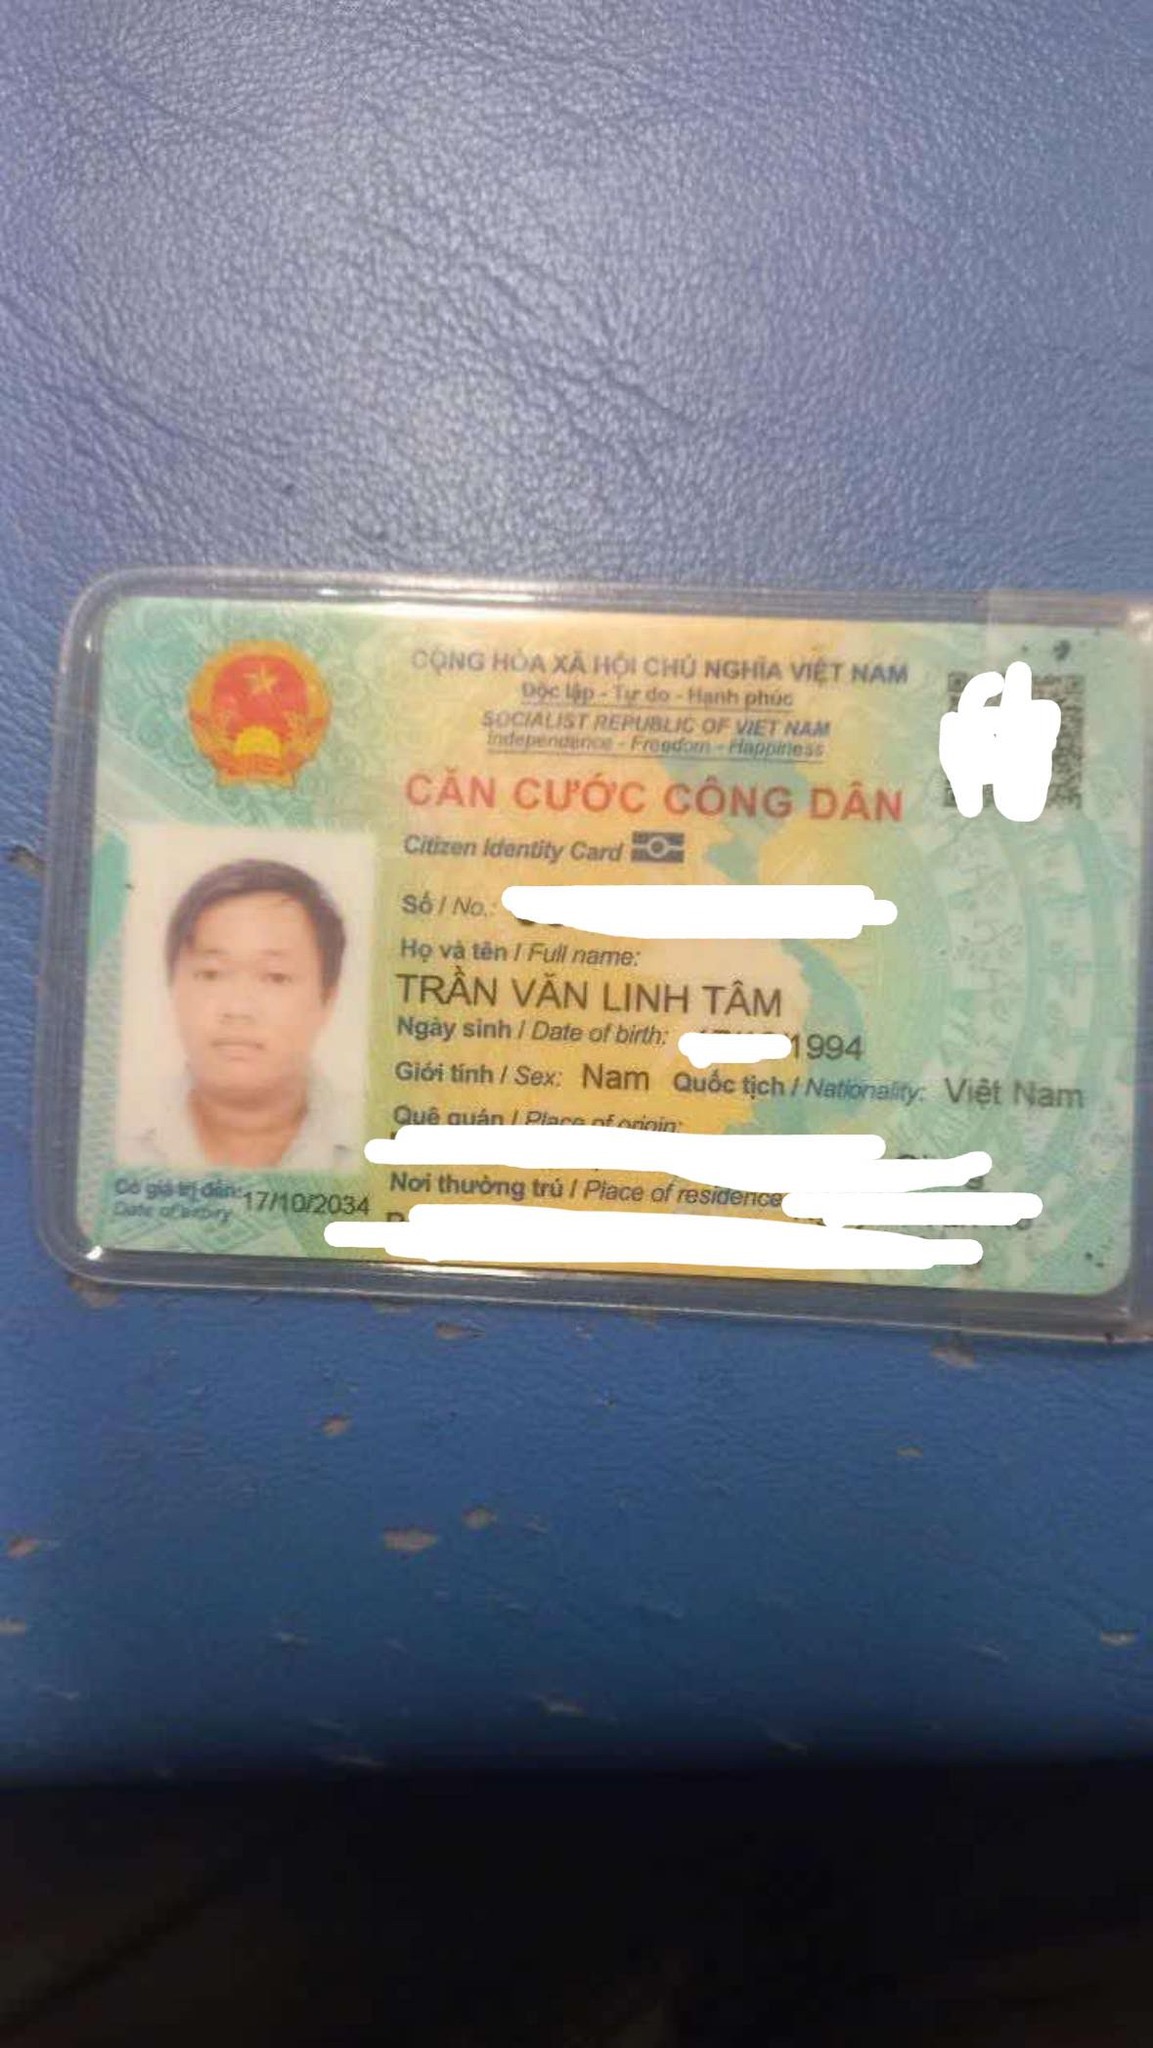 CỘNG HÒA XÃ HỘI CHỦ NGHĨA VIỆT NAM
Độc lập - Tự do - Hạnh phúc
SOCIALIST REPUBLIC OF VIET NAM
Independence - Freedom - Happiness
CĂN CƯỚC CÔNG DÂN
Citizen Identity Card
Số / No.:
Họ và tên / Full name:
TRẦN VĂN LINH TÂM
Ngày sinh / Date of birth: 1994
Giới tính / Sex: Nam Quốc tịch / Nationality: Việt Nam
Quê quán / Place of origin:
Nơi thường trú / Place of residence
Có giá trị đến: 17/10/2034
Date of expiry